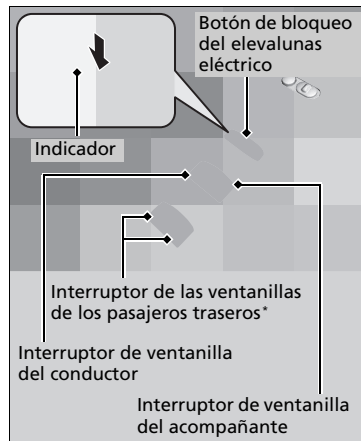 Botón de bloqueo
del elevalunas
eléctrico
Indicador
Interruptor de las ventanillas
de los pasajeros traseros*
Interruptor de ventanilla
del conductor
Interruptor de ventanilla
del acompañante